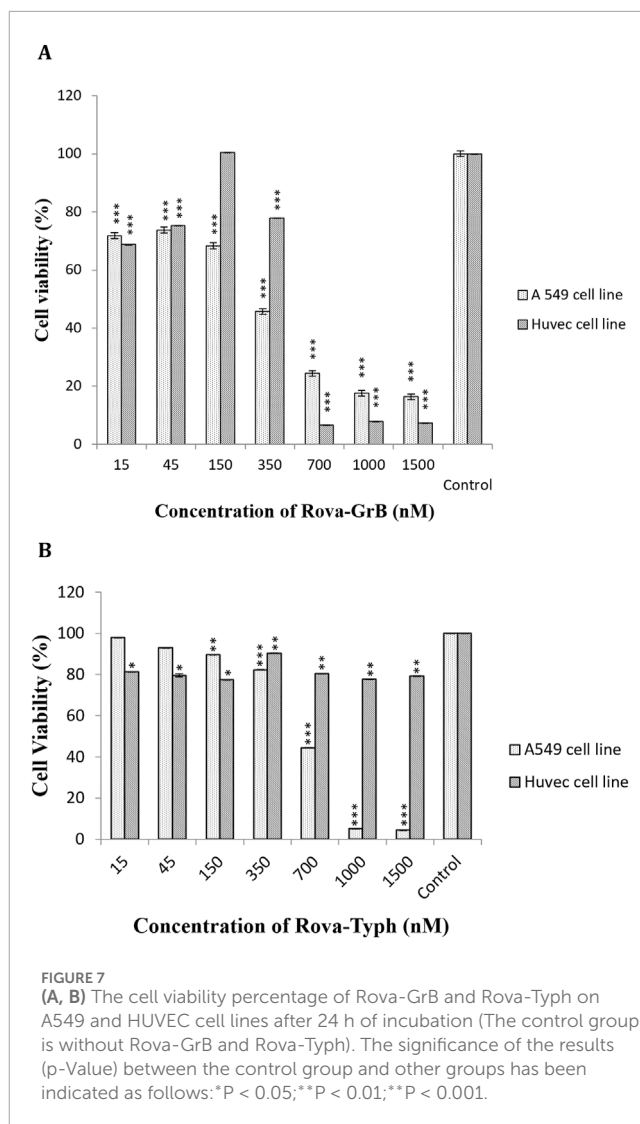 A
120
100
80
60
40
20
0
Cell viability (%)
*** *** *** *** *** *** *** *** *** *** *** *** ***
A 549 cell line
Huvec cell line
15 45 150 350 700 1000 1500
Control
Concentration of Rova-GrB (nM)
B
120
100
80
60
40
20
0
Cell Viability (%)
* * ** * *** ** *** ** *** ** *** **
A549 cell line
Huvec cell line
15 45 150 350 700 1000 1500 Control
Concentration of Rova-Typh (nM)
FIGURE 7
(A, B) The cell viability percentage of Rova-GrB and Rova-Typh on
A549 and HUVEC cell lines after 24 h of incubation (The control group
is without Rova-GrB and Rova-Typh). The significance of the results
(p-Value) between the control group and other groups has been
indicated as follows:*P < 0.05;**P < 0.01;**P < 0.001.